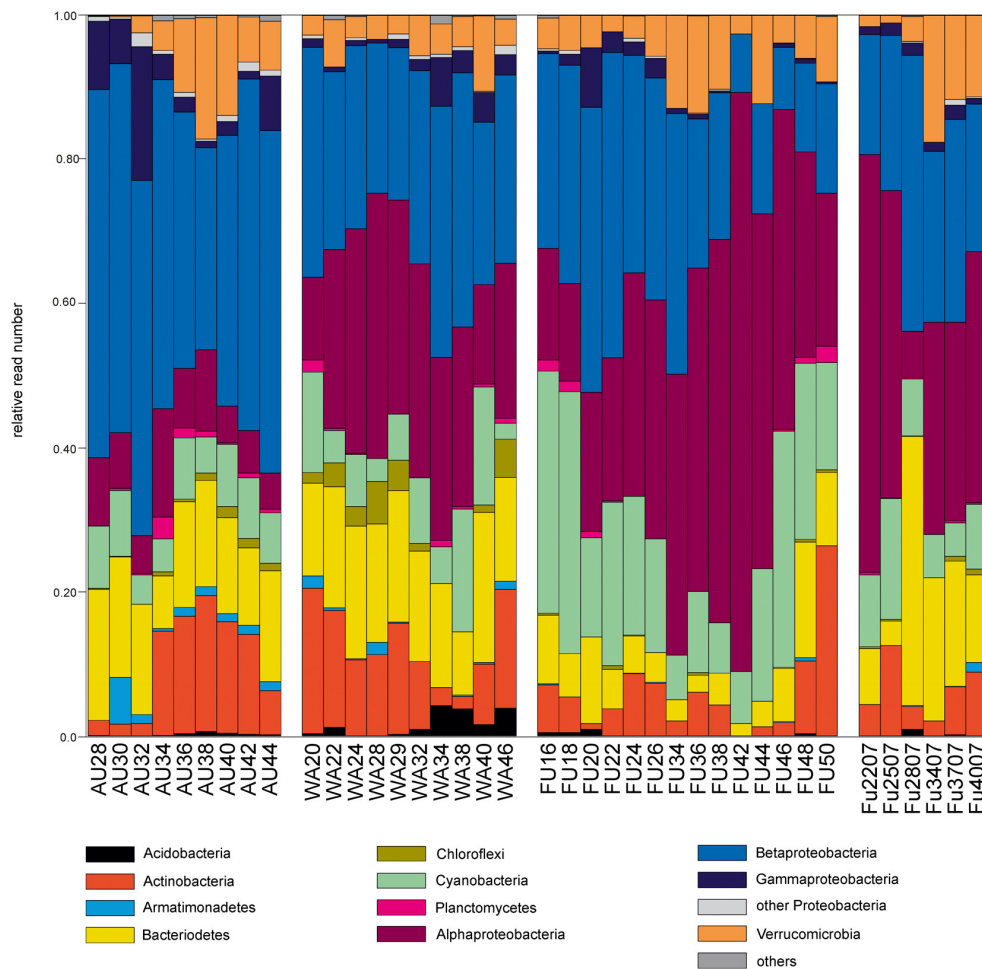 1.00
0.80
0.60
0.40
0.20
0.0
relative read number
AU28 AU30 AU32 AU34 AU36 AU38 AU40 AU42 AU44
WA20 WA22 WA24 WA28 WA29 WA32 WA34 WA38 WA40 WA46
FU16 FU18 FU20 FU22 FU24 FU26 FU34 FU36 FU38 FU42 FU44 FU46 FU48 FU50
Fu2207 Fu2507 Fu2807 Fu3407 Fu3707 Fu4007
Acidobacteria
Actinobacteria
Armatimonadetes
Bacteriodetes
Chloroflexi
Cyanobacteria
Planctomycetes
Alphaproteobacteria
Betaproteobacteria
Gammaproteobacteria
other Proteobacteria
Verrucomicrobia
others